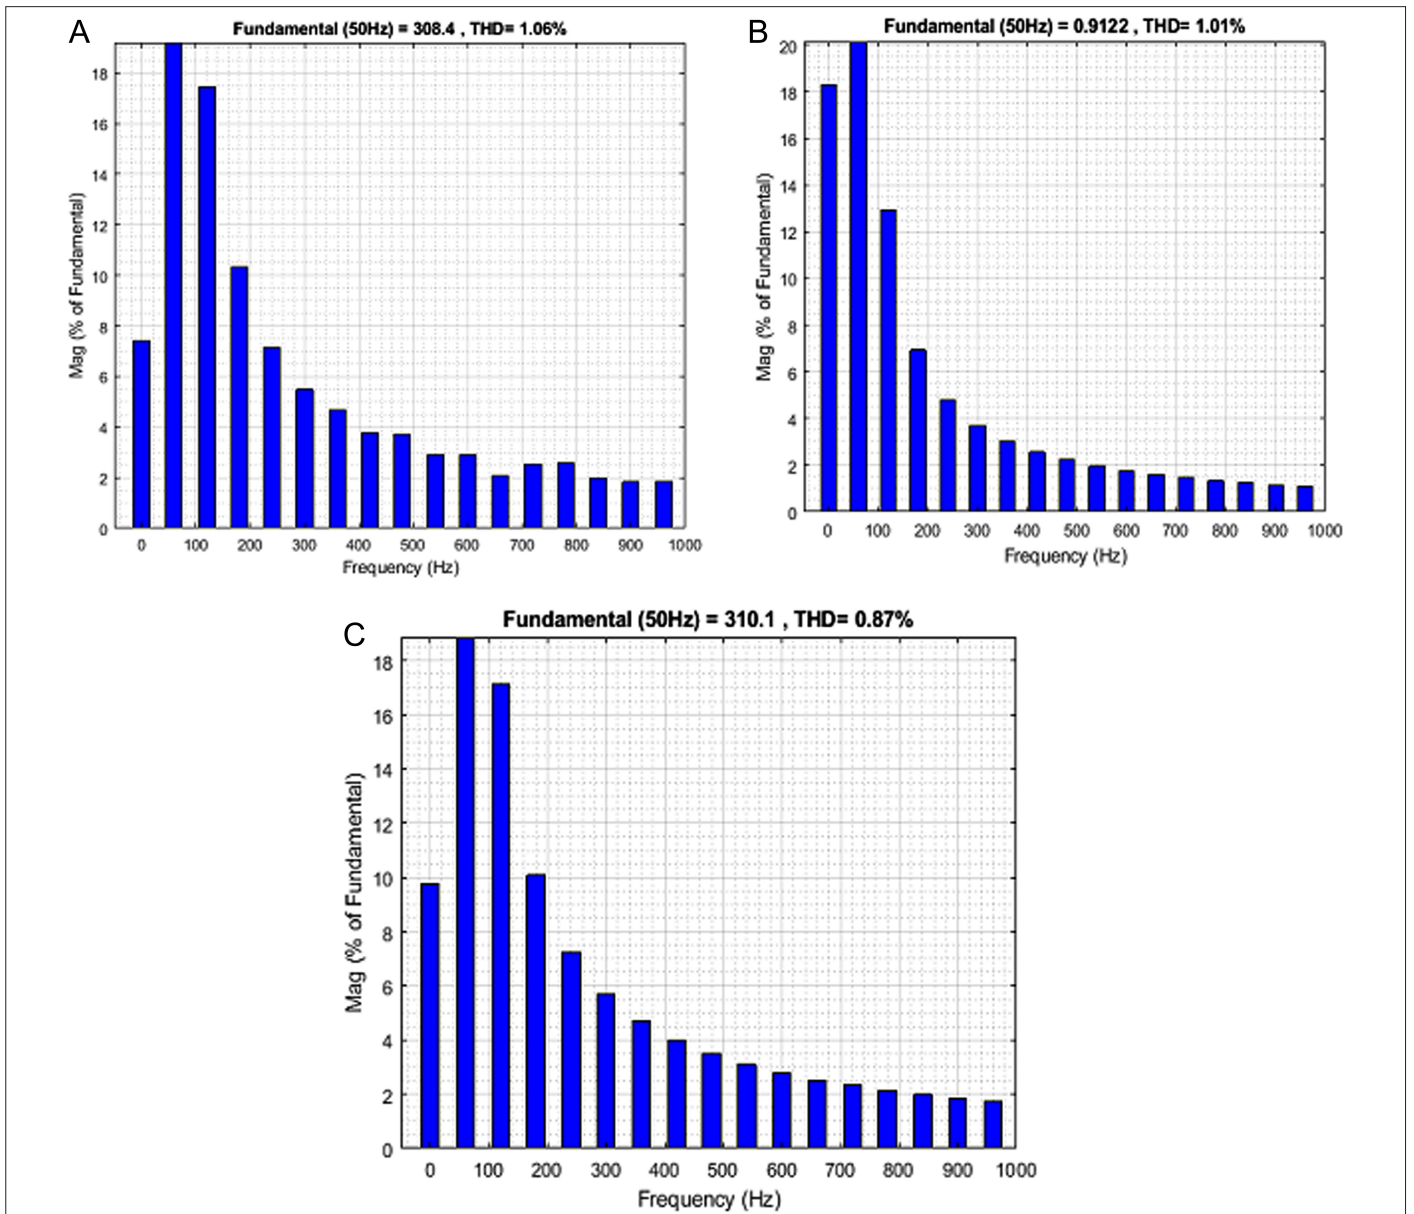 A
Fundamental (50Hz) = 308.4 , THD= 1.06%
18
16
14
12
10
8
6
4
2
0
Mag (% of Fundamental)
0 100 200 300 400 500 600 700 800 900 1000
Frequency (Hz)
B
Fundamental (50Hz) = 0.9122 , THD= 1.01%
20
18
16
14
12
10
8
6
4
2
0
Mag (% of Fundamental)
0 100 200 300 400 500 600 700 800 900 1000
Frequency (Hz)
C
Fundamental (50Hz) = 310.1 , THD= 0.87%
18
16
14
12
10
8
6
4
2
0
Mag (% of Fundamental)
0 100 200 300 400 500 600 700 800 900 1000
Frequency (Hz)